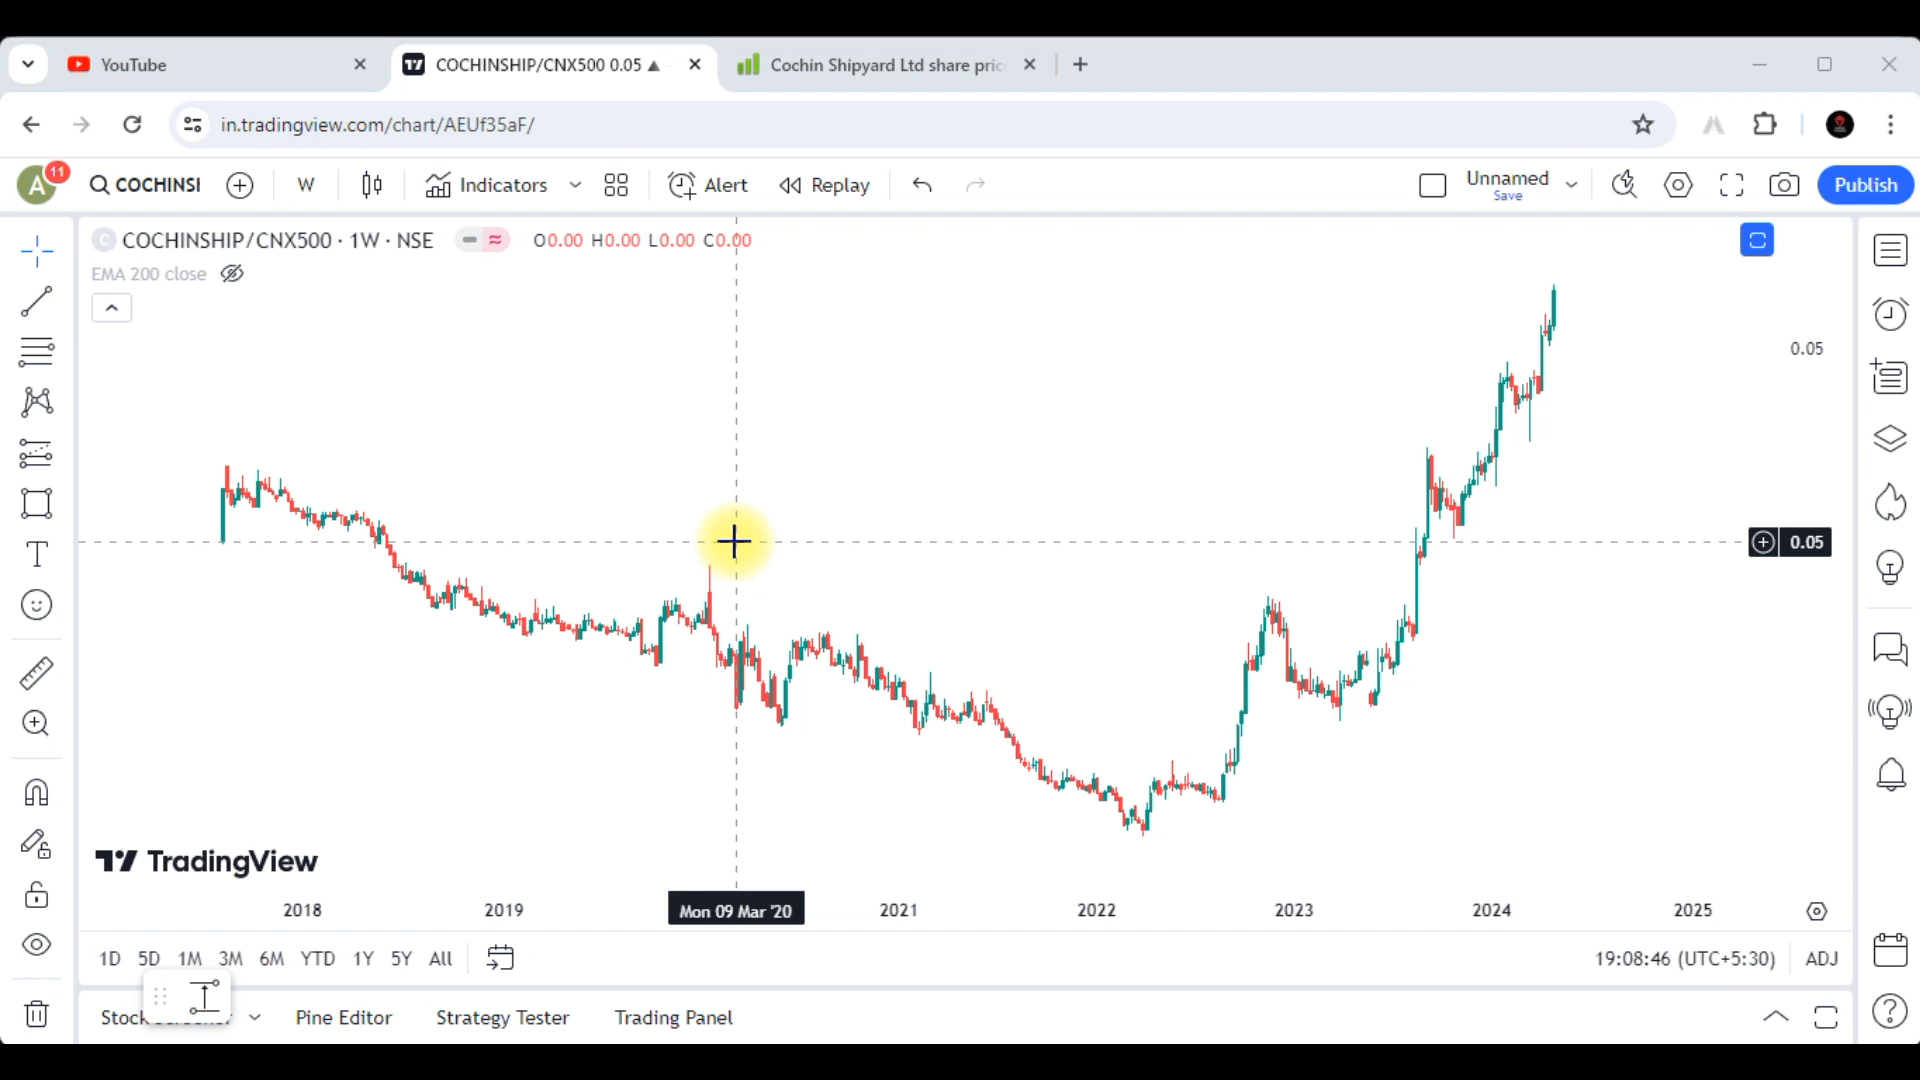 YouTube
COCHINSHIP/CNX500 0.05
Cochin Shipyard Ltd share pric
in.tradingview.com/chart/AEUf35aF/
A 11 COCHINSI W Indicators Alert Replay Unnamed Save Publish
C COCHINSHIP/CNX500 · 1W · NSE O0.00 H0.00 L0.00 C0.00
EMA 200 close
0.05
0.05
TradingView
2018 2019 Mon 09 Mar '20 2021 2022 2023 2024 2025
1D 5D 1M 3M 6M YTD 1Y 5Y All 19:08:46 (UTC+5:30) ADJ
Stock Pine Editor Strategy Tester Trading Panel